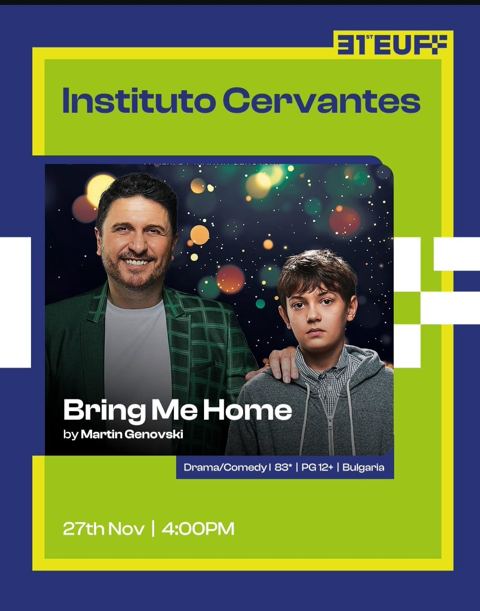 31ST EUFF
Instituto Cervantes
Bring Me Home
by Martin Genovski
Drama/Comedy | 83* | PG 12+ | Bulgaria
27th Nov | 4:00PM